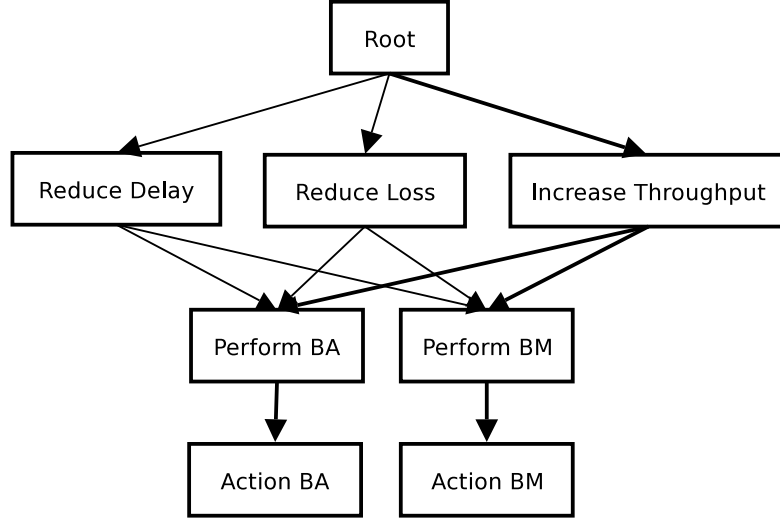 Root
Reduce Delay
Reduce Loss
Increase Throughput
Perform BA
Perform BM
Action BA
Action BM